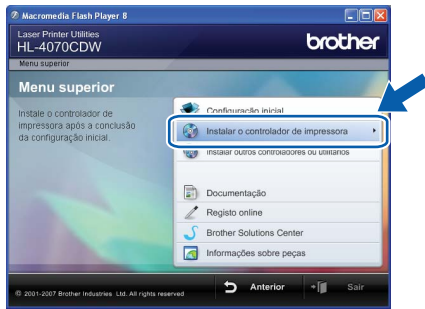 Macromedia Flash Player 8
Laser Printer Utilities
HL-4070CDW
brother
Menu superior
Menu superior
Instale o controlador de
impressora após a conclusão
da configuração inicial.
Configuração inicial
Instalar o controlador de impressora
Instalar outros controladores ou utilitários
Documentação
Registo online
Brother Solutions Center
Informações sobre peças
© 2001-2007 Brother Industries Ltd. All rights reserved
Anterior
Sair